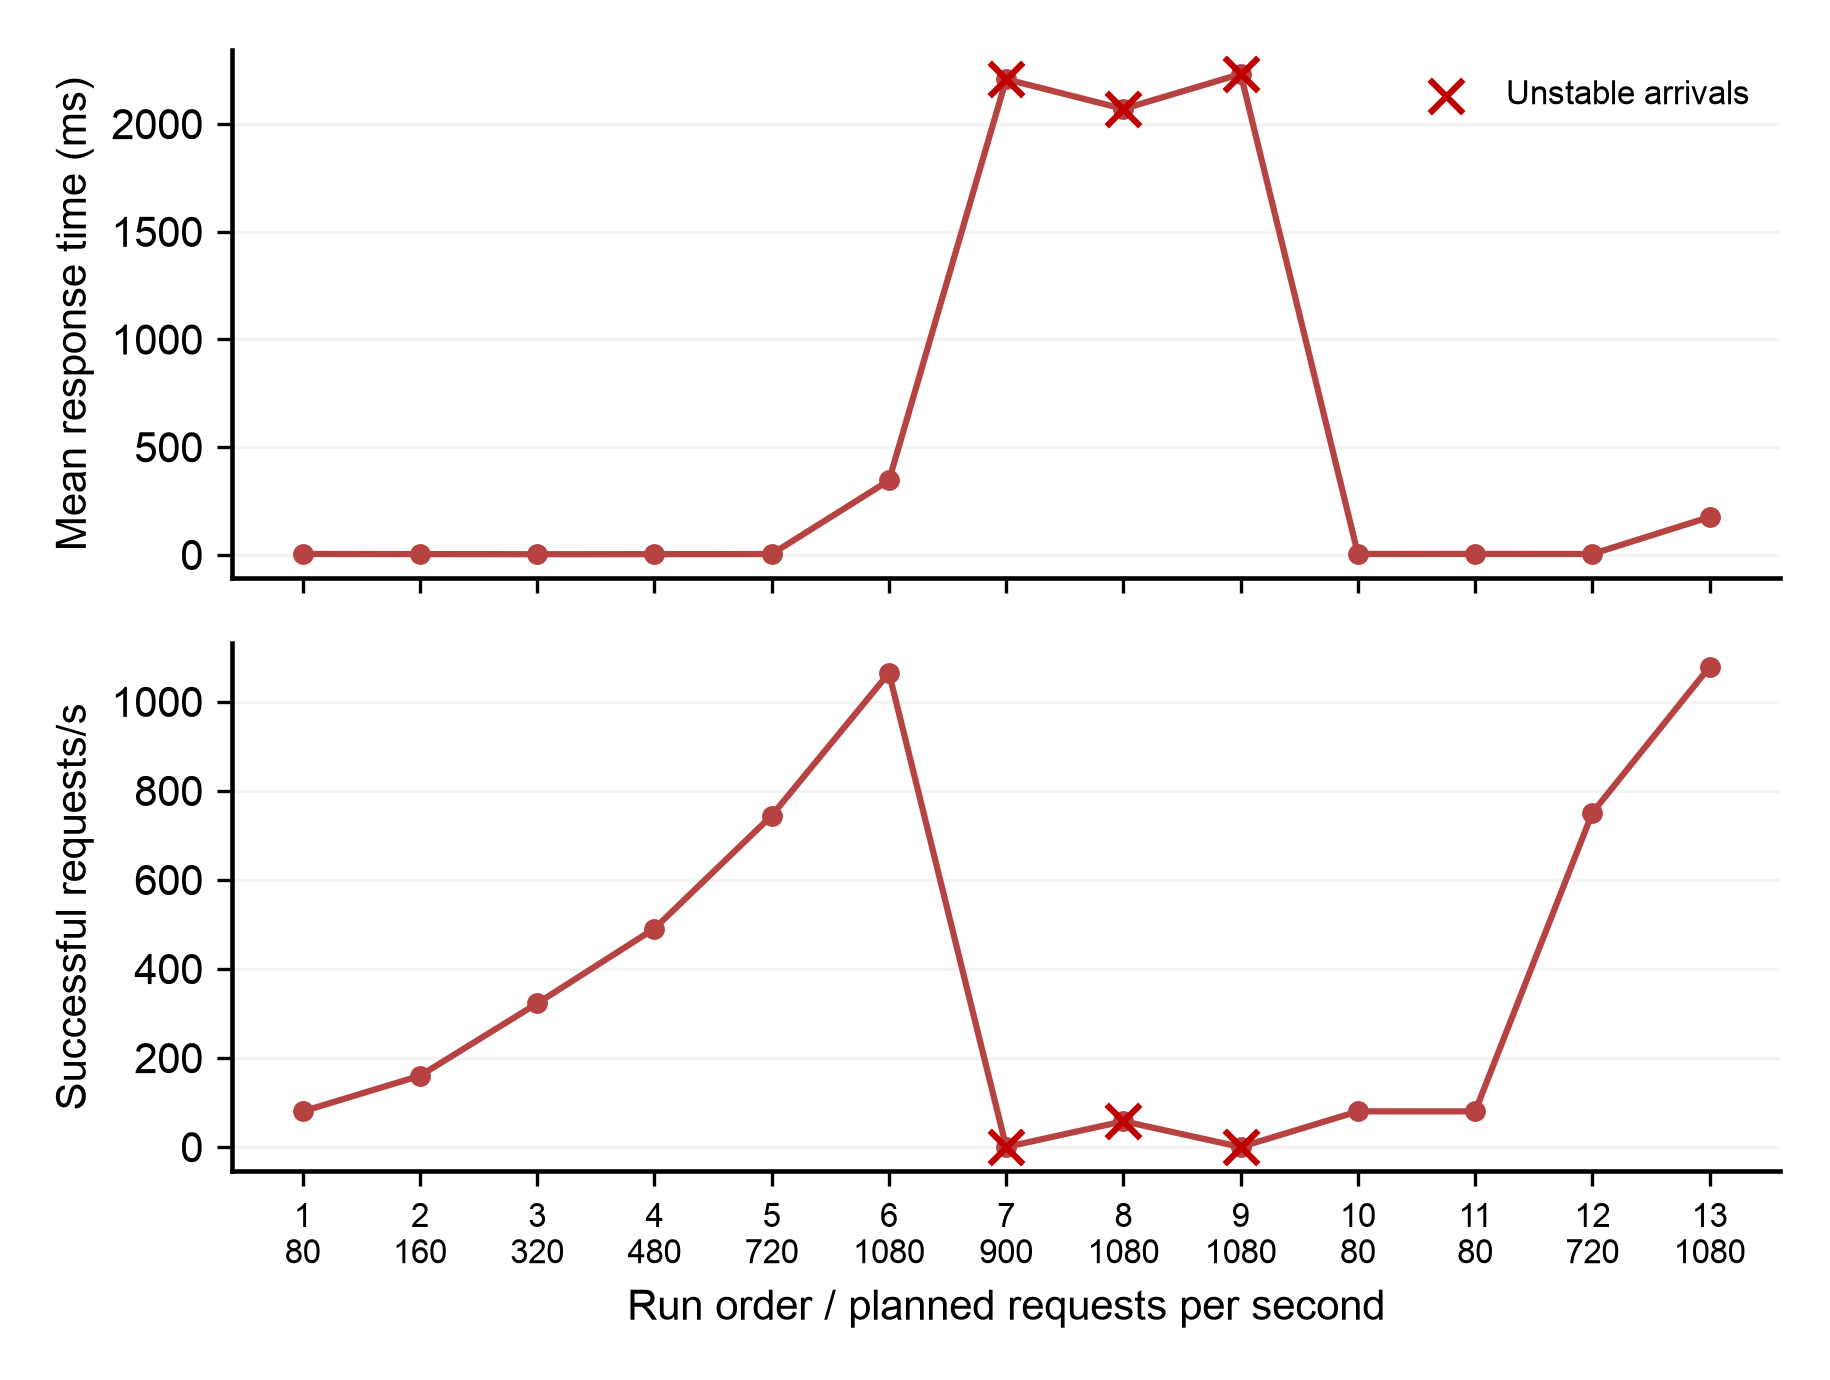 Mean response time (ms)
2000
1500
1000
500
0
Unstable arrivals
Successful requests/s
1000
800
600
400
200
0
1 2 3 4 5 6 7 8 9 10 11 12 13
80 160 320 480 720 1080 900 1080 1080 80 80 720 1080
Run order / planned requests per second